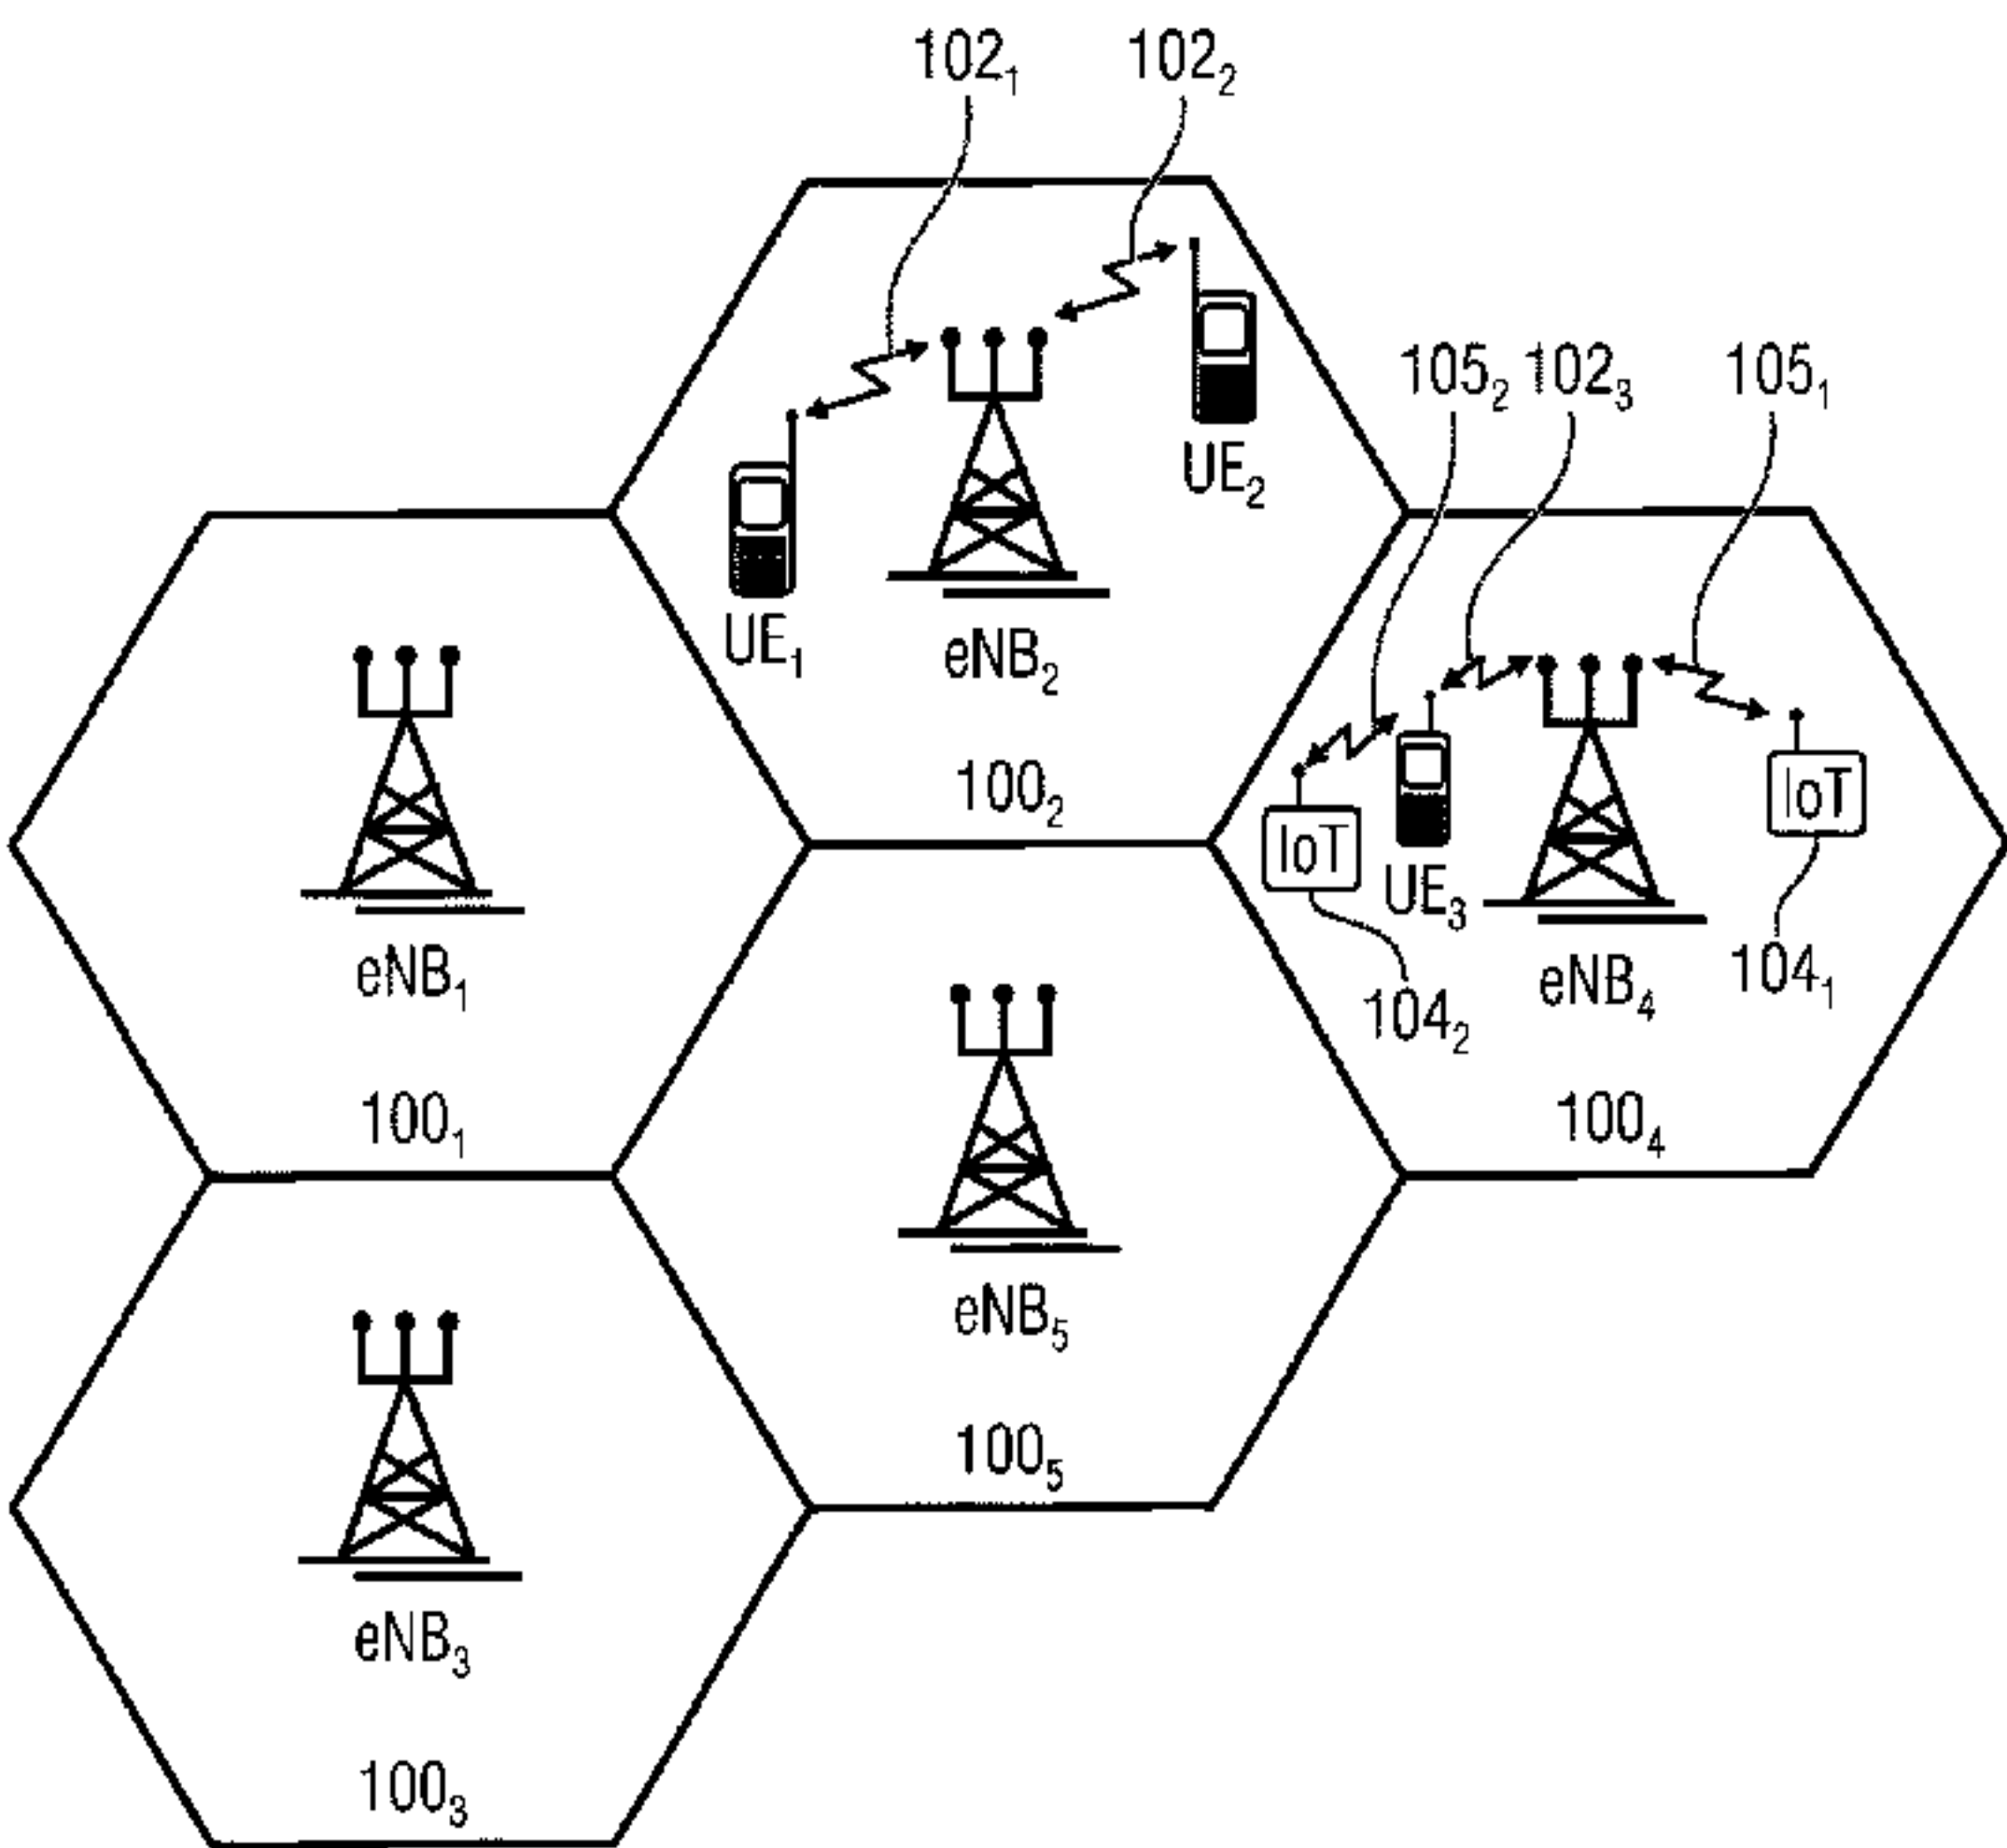 102₁ 102₂
105₂ 102₃ 105₁
UE₂
UE₁ eNB₂
100₂
IoT IoT
UE₃
eNB₁ eNB₄ 104₁
104₂
100₁ 100₄
eNB₅
100₅
eNB₃
100₃